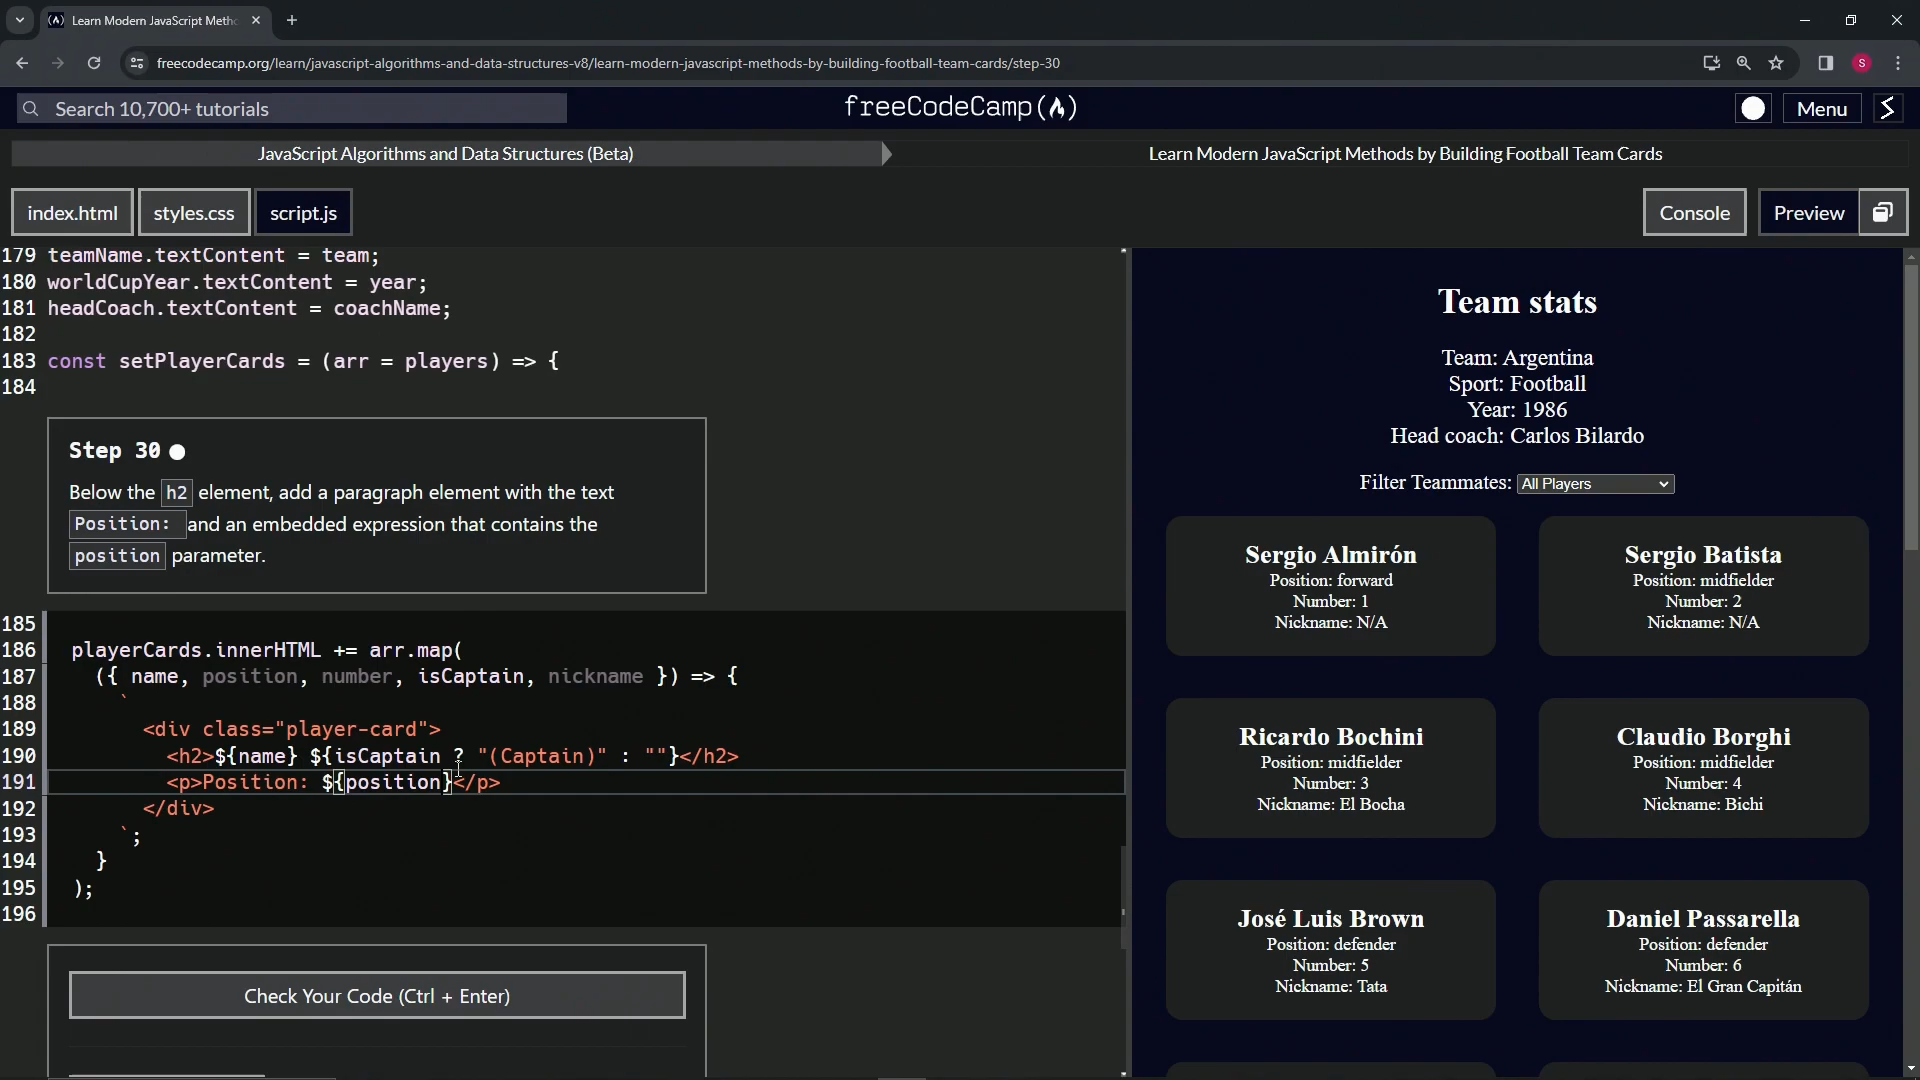 Learn Modern JavaScript Metho
freecodecamp.org/learn/javascript-algorithms-and-data-structures-v8/learn-modern-javascript-methods-by-building-football-team-cards/step-30
S
Search 10,700+ tutorials
freeCodeCamp(🔥)
Menu
JavaScript Algorithms and Data Structures (Beta)
Learn Modern JavaScript Methods by Building Football Team Cards
index.html
styles.css
script.js
Console
Preview
179 teamName.textContent = team;
180 worldCupYear.textContent = year;
181 headCoach.textContent = coachName;
182
183 const setPlayerCards = (arr = players) => {
184
Step 30
Below the h2 element, add a paragraph element with the text
Position: and an embedded expression that contains the
position parameter.
185
186 playerCards.innerHTML += arr.map(
187 ({ name, position, number, isCaptain, nickname }) => {
188 `
189 <div class="player-card">
190 <h2>${name} ${isCaptain ? "(Captain)" : ""}</h2>
191 <p>Position: ${position}</p>
192 </div>
193 `;
194 }
195 );
196
Check Your Code (Ctrl + Enter)
Team stats
Team: Argentina
Sport: Football
Year: 1986
Head coach: Carlos Bilardo
Filter Teammates: All Players
Sergio Almirón
Position: forward
Number: 1
Nickname: N/A
Sergio Batista
Position: midfielder
Number: 2
Nickname: N/A
Ricardo Bochini
Position: midfielder
Number: 3
Nickname: El Bocha
Claudio Borghi
Position: midfielder
Number: 4
Nickname: Bichi
José Luis Brown
Position: defender
Number: 5
Nickname: Tata
Daniel Passarella
Position: defender
Number: 6
Nickname: El Gran Capitán